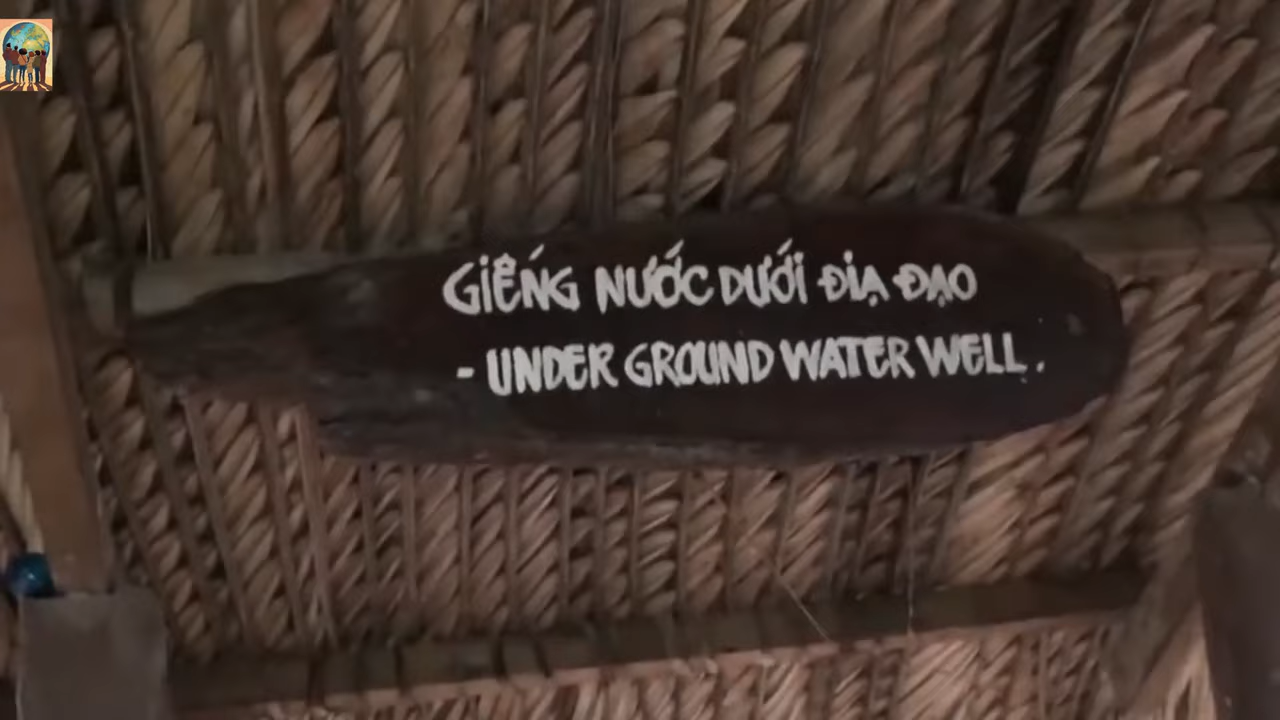 GIẾNG NƯỚC DƯỚI ĐỊA ĐẠO
- UNDER GROUND WATER WELL .